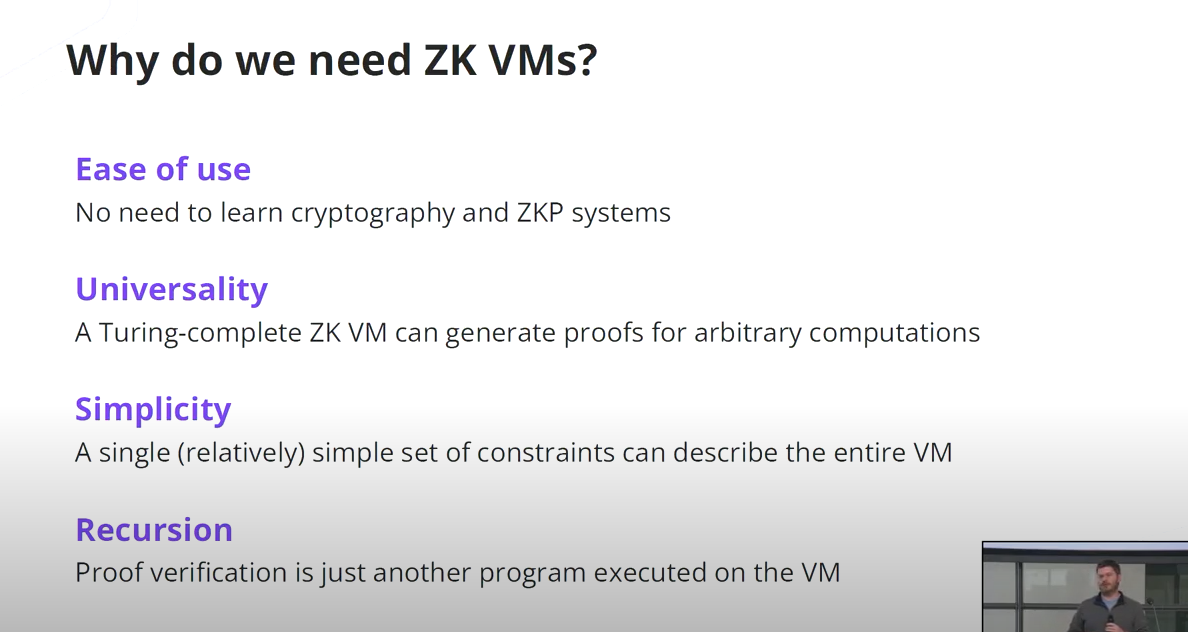 Why do we need ZK VMs?
Ease of use
No need to learn cryptography and ZKP systems
Universality
A Turing-complete ZK VM can generate proofs for arbitrary computations
Simplicity
A single (relatively) simple set of constraints can describe the entire VM
Recursion
Proof verification is just another program executed on the VM